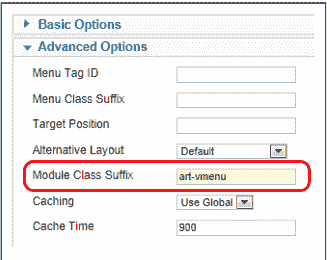 Basic Options
Advanced Options
Menu Tag ID
Menu Class Suffix
Target Position
Alternative Layout Default
Module Class Suffix art-vmenu
Caching Use Global
Cache Time 900